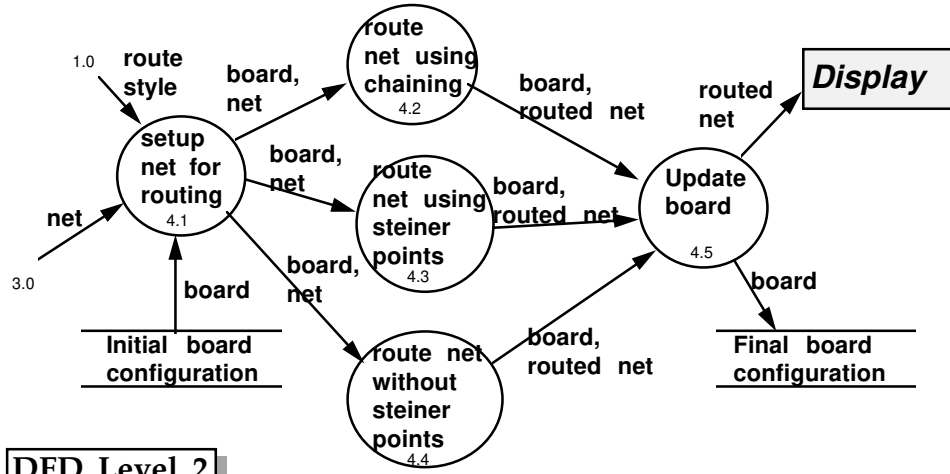 1.0
route
style
net
3.0
setup
net for
routing
4.1
board
Initial board
configuration
board,
net
board,
net
board,
net
route
net using
chaining
4.2
route
net using
steiner
points
4.3
route net
without
steiner
points
4.4
board,
routed net
board,
routed net
board,
routed net
Update
board
4.5
routed
net
Display
board
Final board
configuration
DFD Level 2